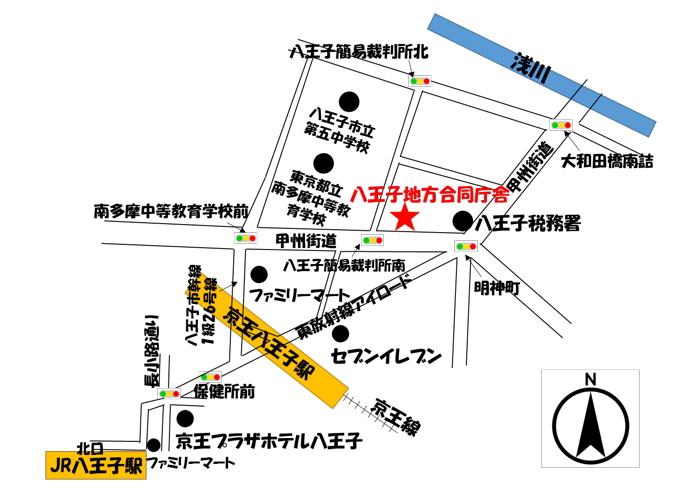 八王子簡易裁判所北
浅川
八王子市立
第五中学校
大和田橋南詰
甲州街道
東京都立
南多摩中等教
育学校
八王子地方合同庁舎
南多摩中等教育学校前
八王子税務署
甲州街道
八王子簡易裁判所南
明神町
ファミリーマート
八王子市幹線
1級26号線
東放射線アイロード
京王八王子駅
長小路通り
セブンイレブン
保健所前
N
京王線
京王プラザホテル八王子
北口
JR八王子駅
ファミリーマート